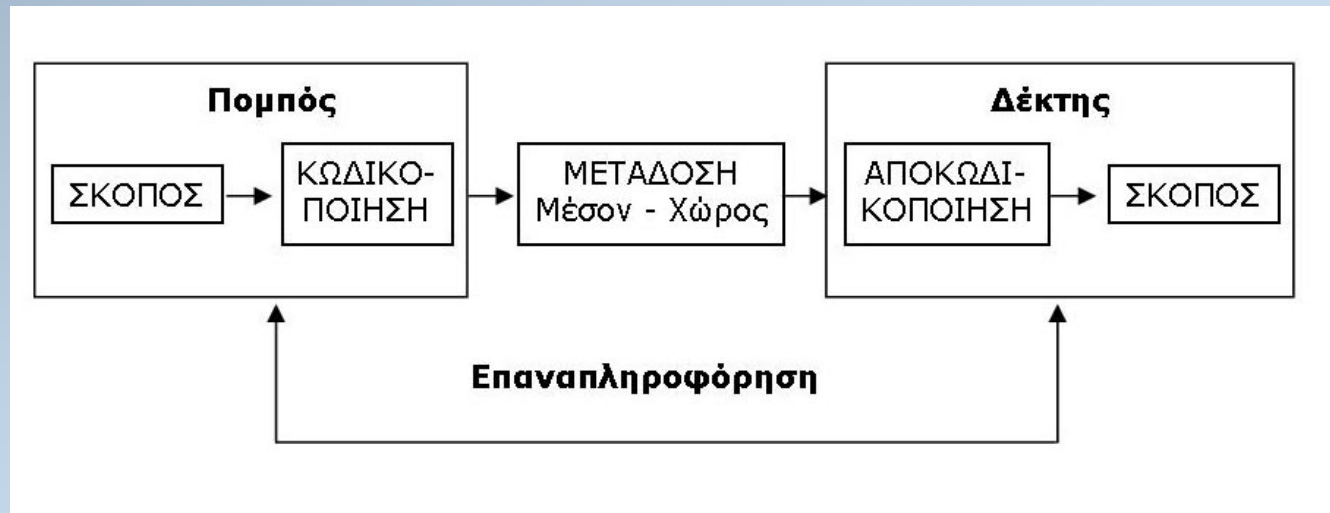 Πομπός
ΣΚΟΠΟΣ
ΚΩΔΙΚΟ-
ΠΟΙΗΣΗ
ΜΕΤΑΔΟΣΗ
Μέσον - Χώρος
Δέκτης
ΑΠΟΚΩΔΙ-
ΚΟΠΟΙΗΣΗ
ΣΚΟΠΟΣ
Επαναπληροφόρηση